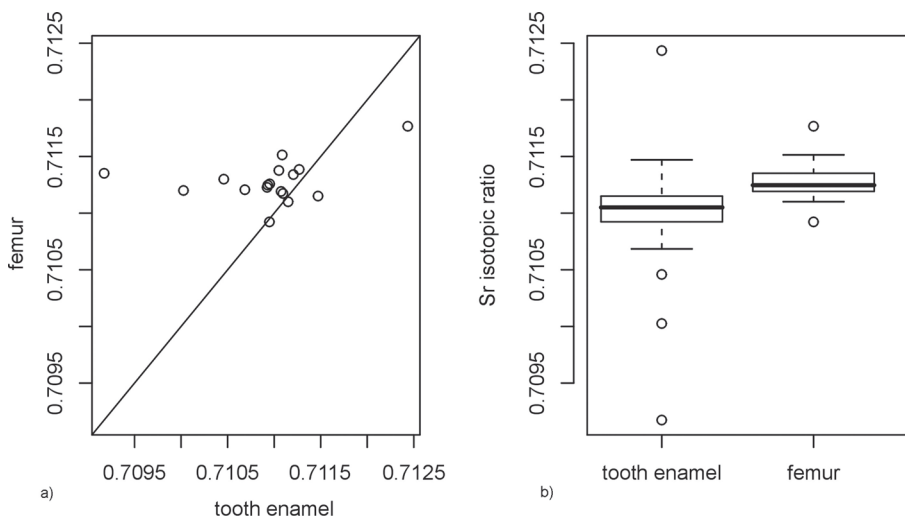 femur
0.7125
0.7115
0.7105
0.7095
0.7095 0.7105 0.7115 0.7125
tooth enamel
a)
Sr isotopic ratio
0.7125
0.7115
0.7105
0.7095
tooth enamel femur
b)